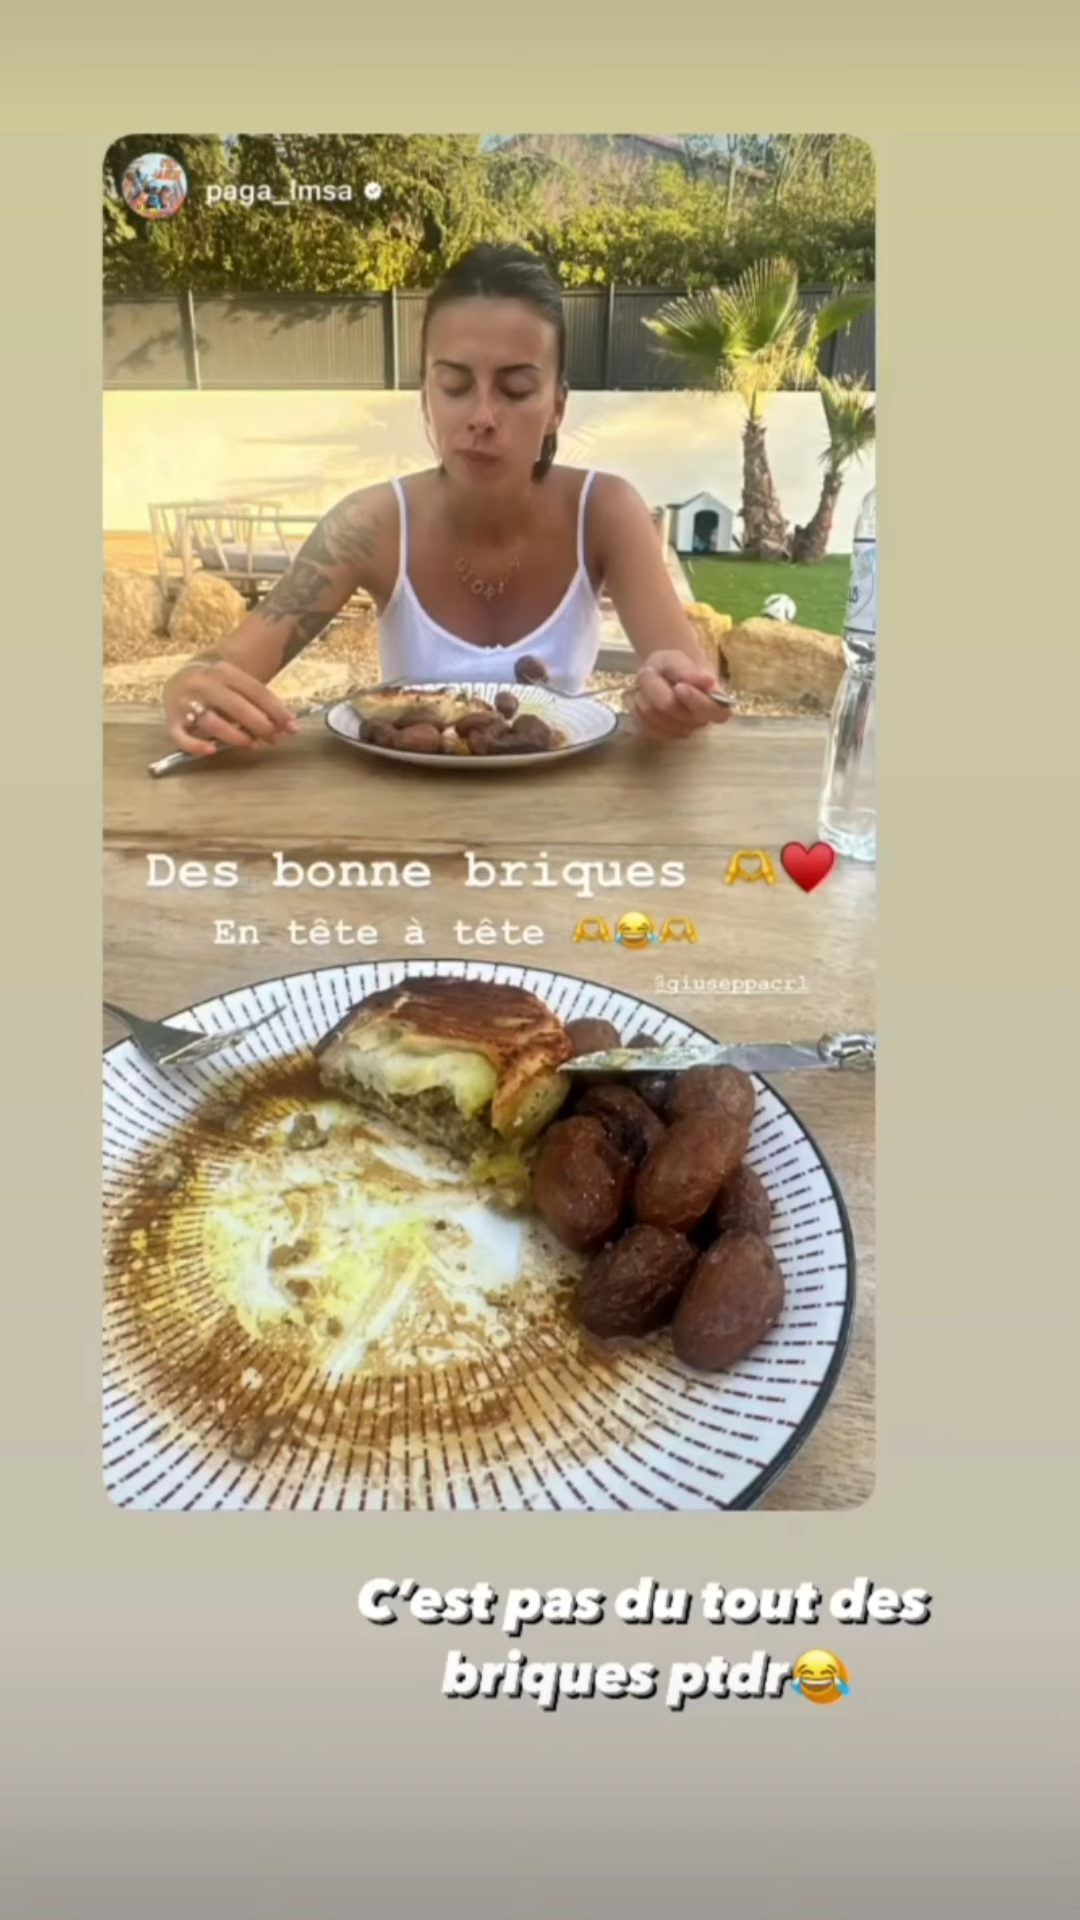 paga_lmsa
Des bonne briques 🫶♥️
En tête à tête 🫶😂🫶
@giuseppacrl
C'est pas du tout des
briques ptdr😂